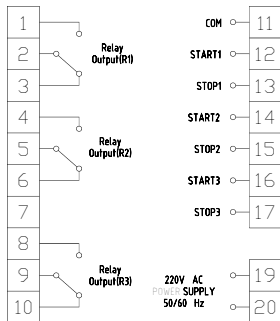 1
2
3
Relay
Output(R1)
4
5
6
Relay
Output(R2)
7
8
9
10
Relay
Output(R3)
COM 11
START1 12
STOP1 13
START2 14
STOP2 15
START3 16
STOP3 17
220V AC 19
POWER SUPPLY
50/60 Hz 20